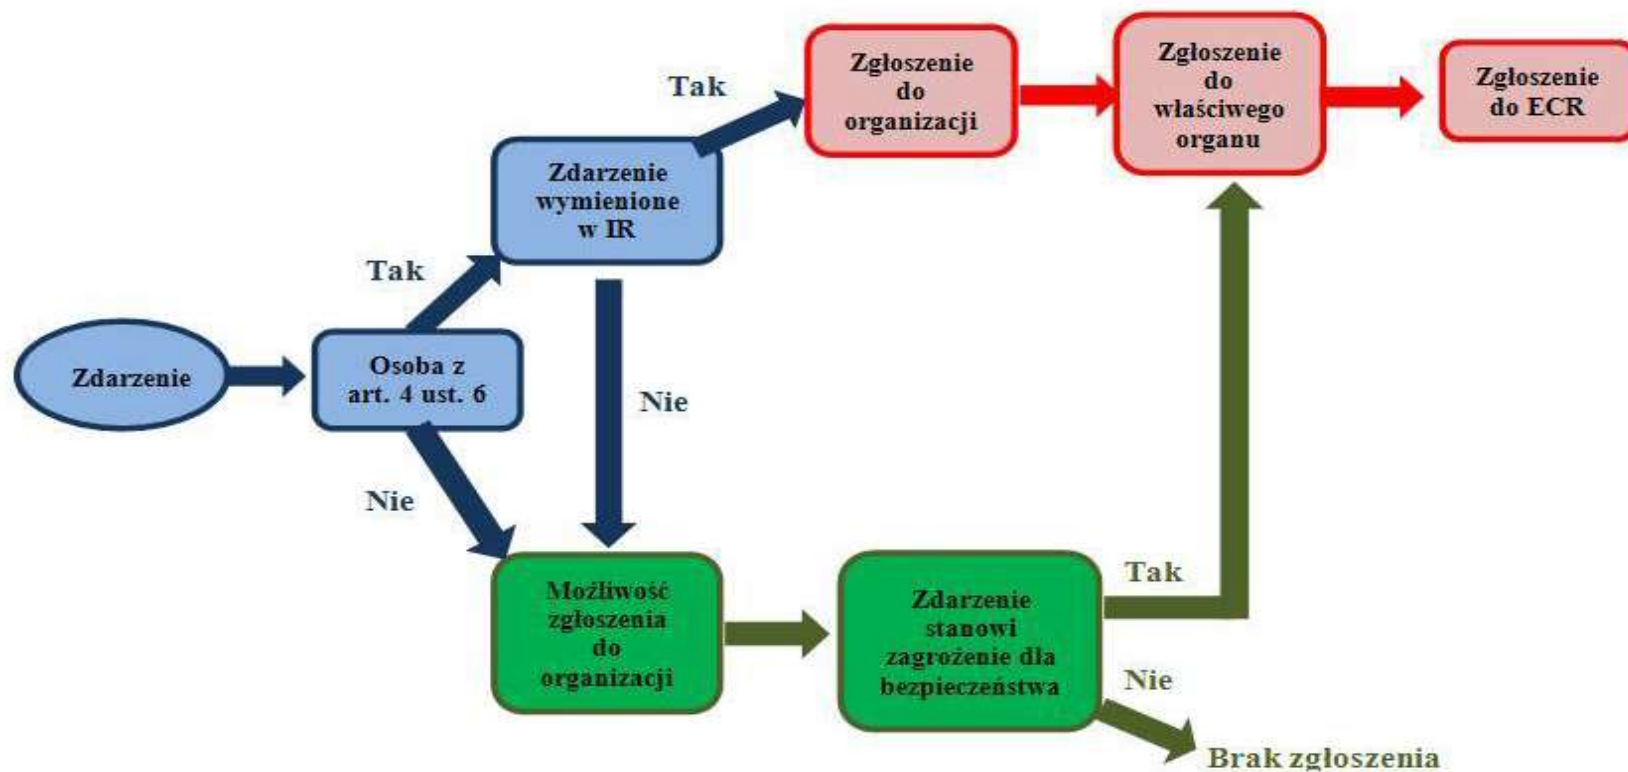 Zdarzenie
Osoba z
art. 4 ust. 6
Tak
Nie
Zdarzenie
wymienione
w IR
Tak
Nie
Zgłoszenie
do
organizacji
Zgłoszenie
do
właściwego
organu
Zgłoszenie
do ECR
Możliwość
zgłoszenia
do
organizacji
Zdarzenie
stanowi
zagrożenie dla
bezpieczeństwa
Tak
Nie
Brak zgłoszenia